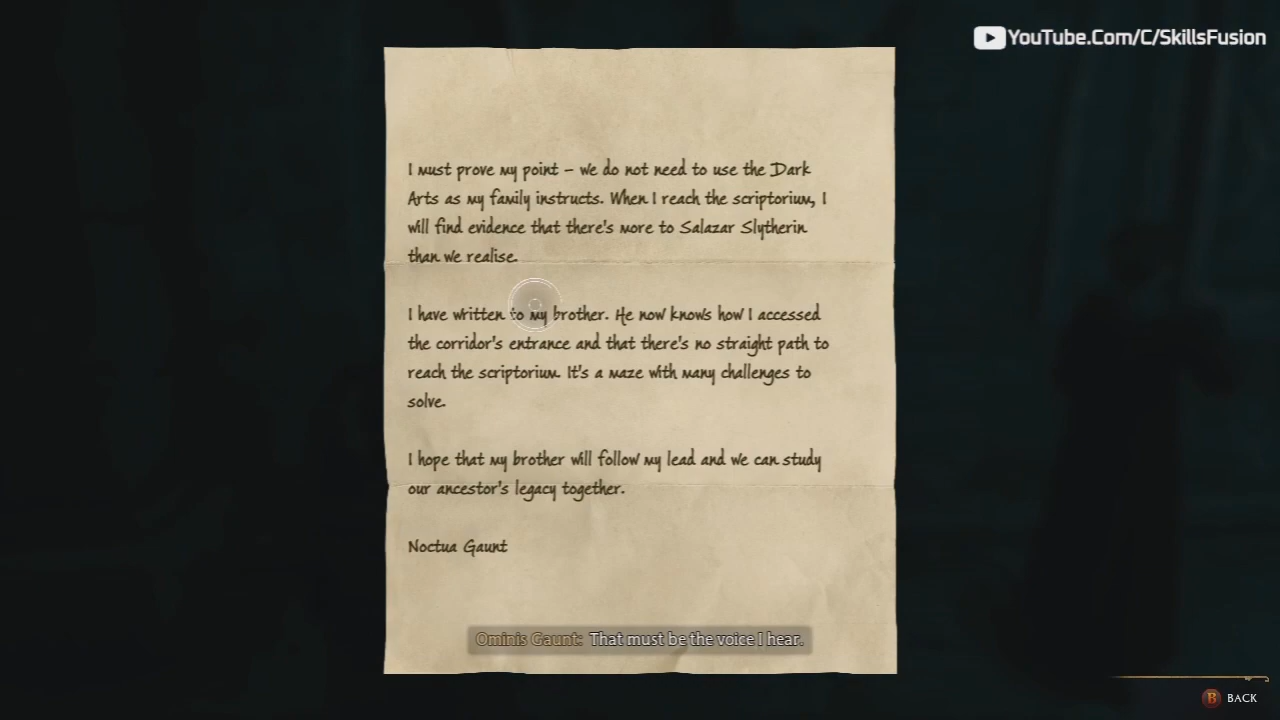 YouTube.Com/C/SkillsFusion
I must prove my point – we do not need to use the Dark
Arts as my family instructs. When I reach the scriptorium, I
will find evidence that there's more to Salazar Slytherin
than we realise.
I have written to my brother. He now knows how I accessed
the corridor's entrance and that there's no straight path to
reach the scriptorium. It's a maze with many challenges to
solve.
I hope that my brother will follow my lead and we can study
our ancestor's legacy together.
Noctua Gaunt
Ominis Gaunt: That must be the voice I hear.
B BACK